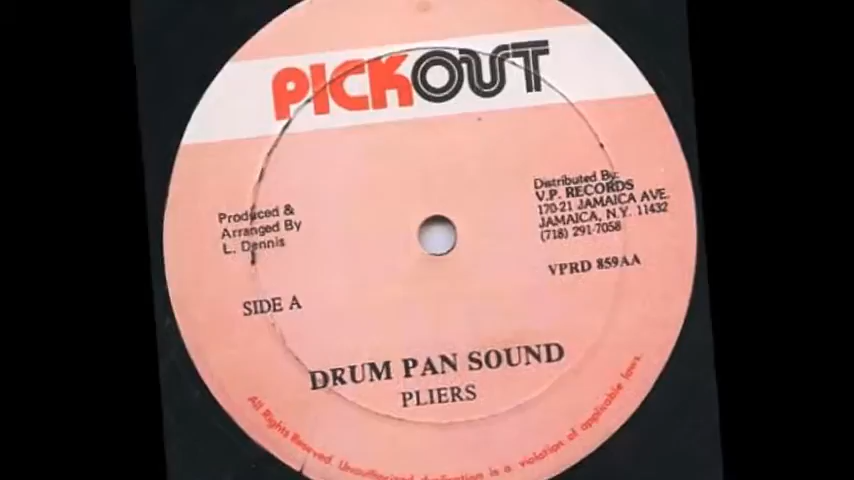 PICKOUT
Produced &
Arranged By
L. Dennis
Distributed By:
V.P. RECORDS
170-21 JAMAICA AVE.
JAMAICA, N.Y. 11432
(718) 291-7058
VPRD 859AA
SIDE A
DRUM PAN SOUND
PLIERS
All Rights Reseved. Unauthorized duplication is a violation of applicable laws.